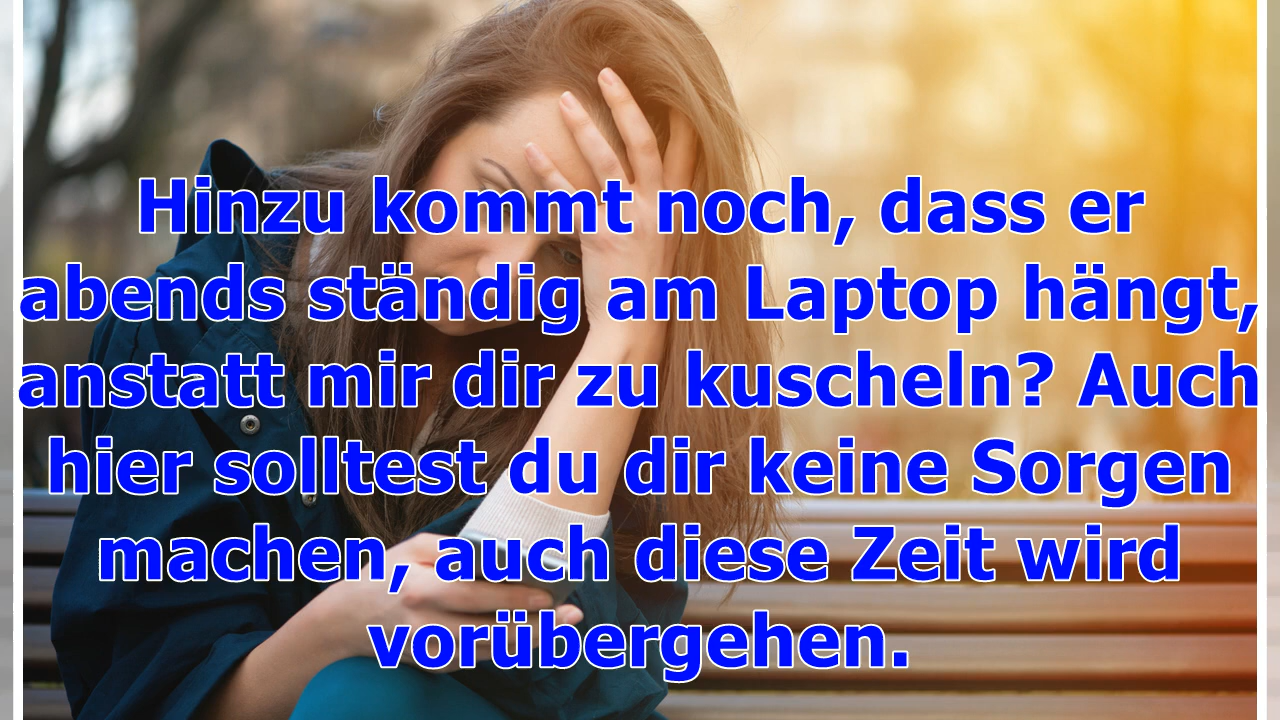 Hinzu kommt noch, dass er
abends ständig am Laptop hängt,
anstatt mir dir zu kuscheln? Auch
hier solltest du dir keine Sorgen
machen, auch diese Zeit wird
vorübergehen.